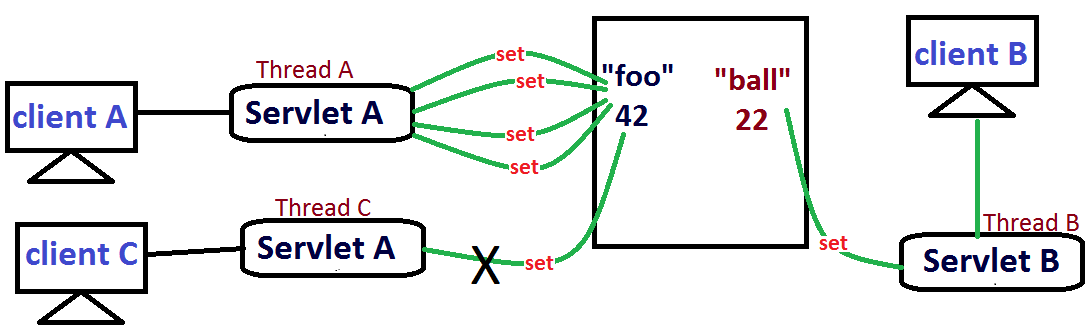 Thread A
client A
Servlet A
set
set
set
set
"foo"
42
"ball"
22
client B
Thread C
client C
Servlet A
X
set
set
Thread B
Servlet B